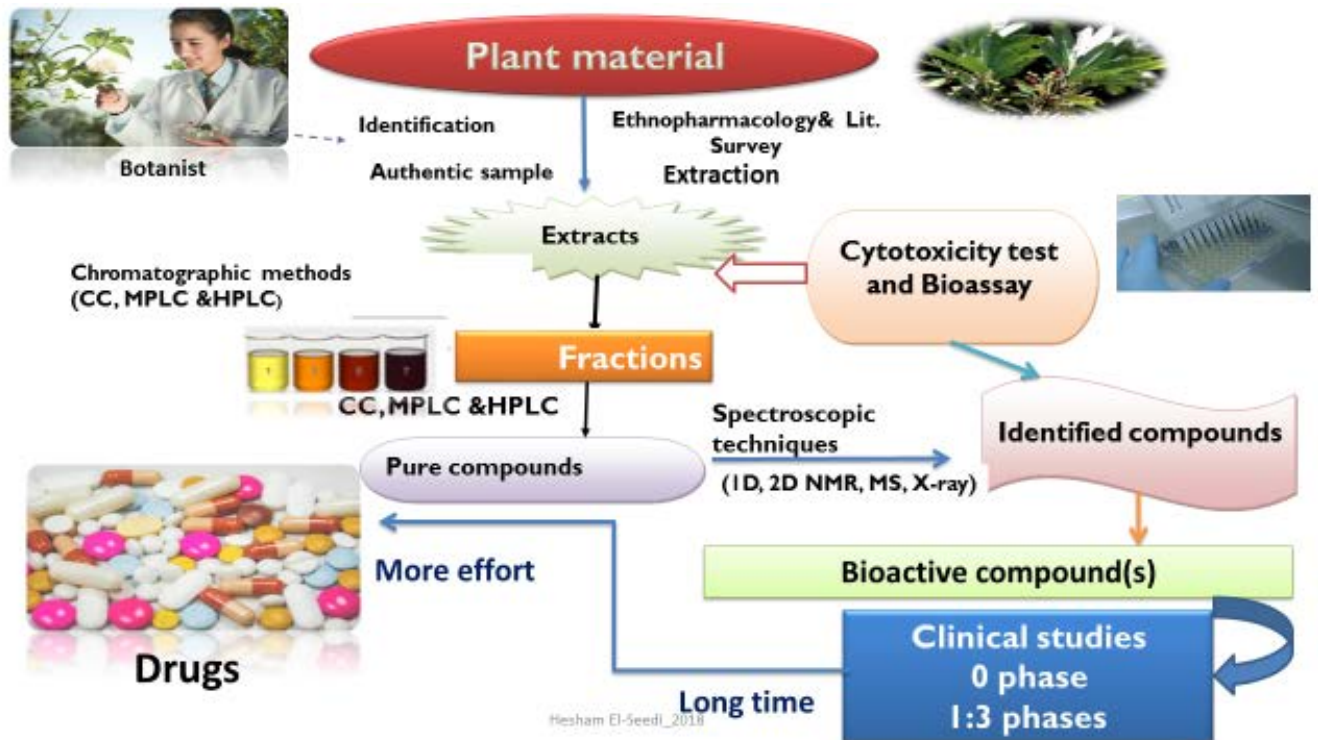 Plant material
Botanist
Identification
Authentic sample
Ethnopharmacology& Lit.
Survey
Extraction
Extracts
Cytotoxicity test
and Bioassay
Chromatographic methods
(CC, MPLC &HPLC)
Fractions
CC, MPLC &HPLC
Pure compounds
Spectroscopic
techniques
(1D, 2D NMR, MS, X-ray)
Identified compounds
Bioactive compound(s)
More effort
Drugs
Clinical studies
0 phase
1:3 phases
Long time
Hesham El-Seedi_2018